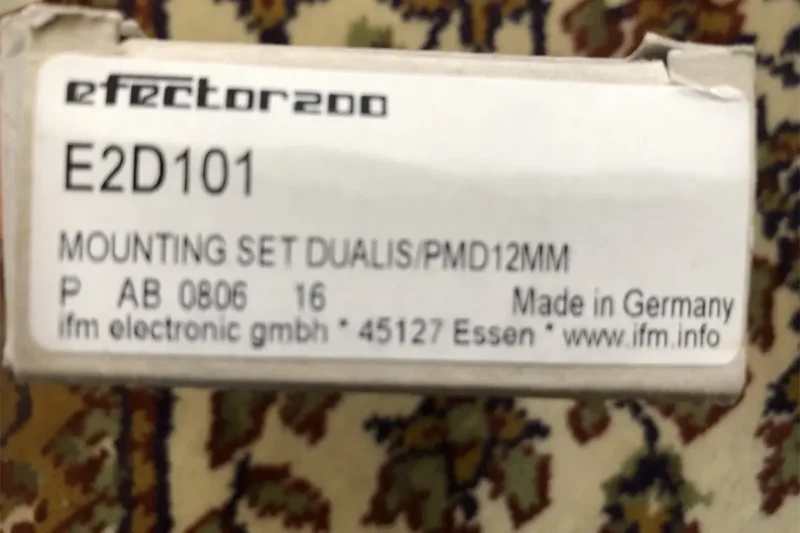 efector200
E2D101
MOUNTING SET DUALIS/PMD12MM
P AB 0806 16 Made in Germany
ifm electronic gmbh * 45127 Essen * www.ifm.info